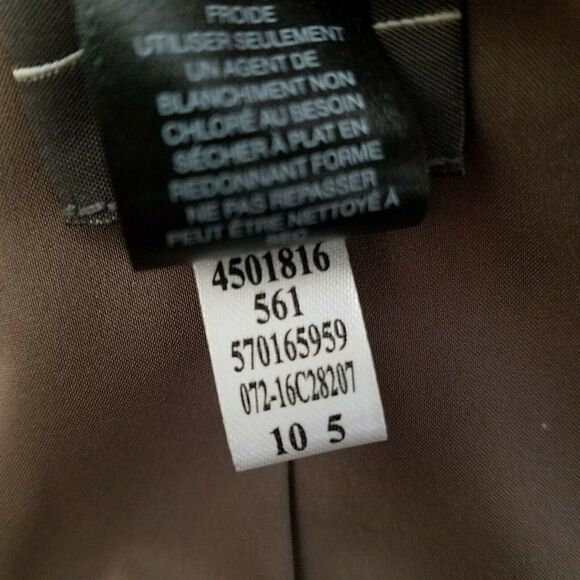 FROIDE
UTILISER SEULEMENT
UN AGENT DE
BLANCHIMENT NON
CHLORÉ AU BESOIN
SÉCHER À PLAT EN
REDONNANT FORME
NE PAS REPASSER
PEUT ÊTRE NETTOYÉ À
SEC
4501816
561
570165959
072-16C28207
10 5